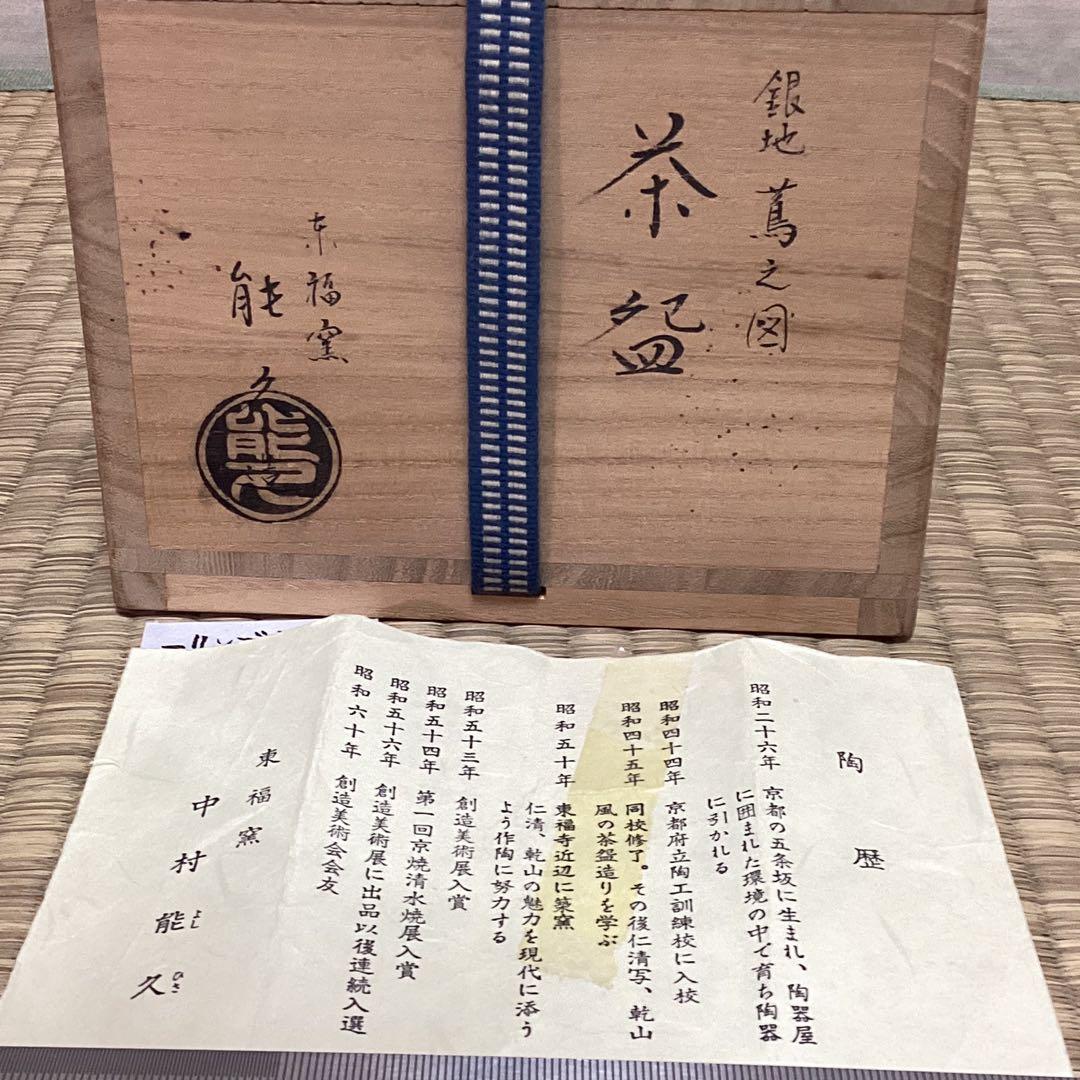 銀地蔦之図
茶盌
東福窯
能久
陶歴
昭和二十六年 京都の五条坂に生まれ、陶器屋
に囲まれた環境の中で育ち陶器
に引かれる
昭和四十四年 京都府立陶工訓練校に入校
昭和四十五年 同校修了。その後仁清写、乾山
風の茶盌造りを学ぶ
昭和五十年 東福寺近辺に築窯
仁清、乾山の魅力を現代に添う
よう作陶に努力する
昭和五十三年 創造美術展入賞
昭和五十四年 第一回京焼清水焼展入賞
昭和五十六年 創造美術展に出品以後連続入選
昭和六十年 創造美術会会友
東福窯
中村能久
よしひさ